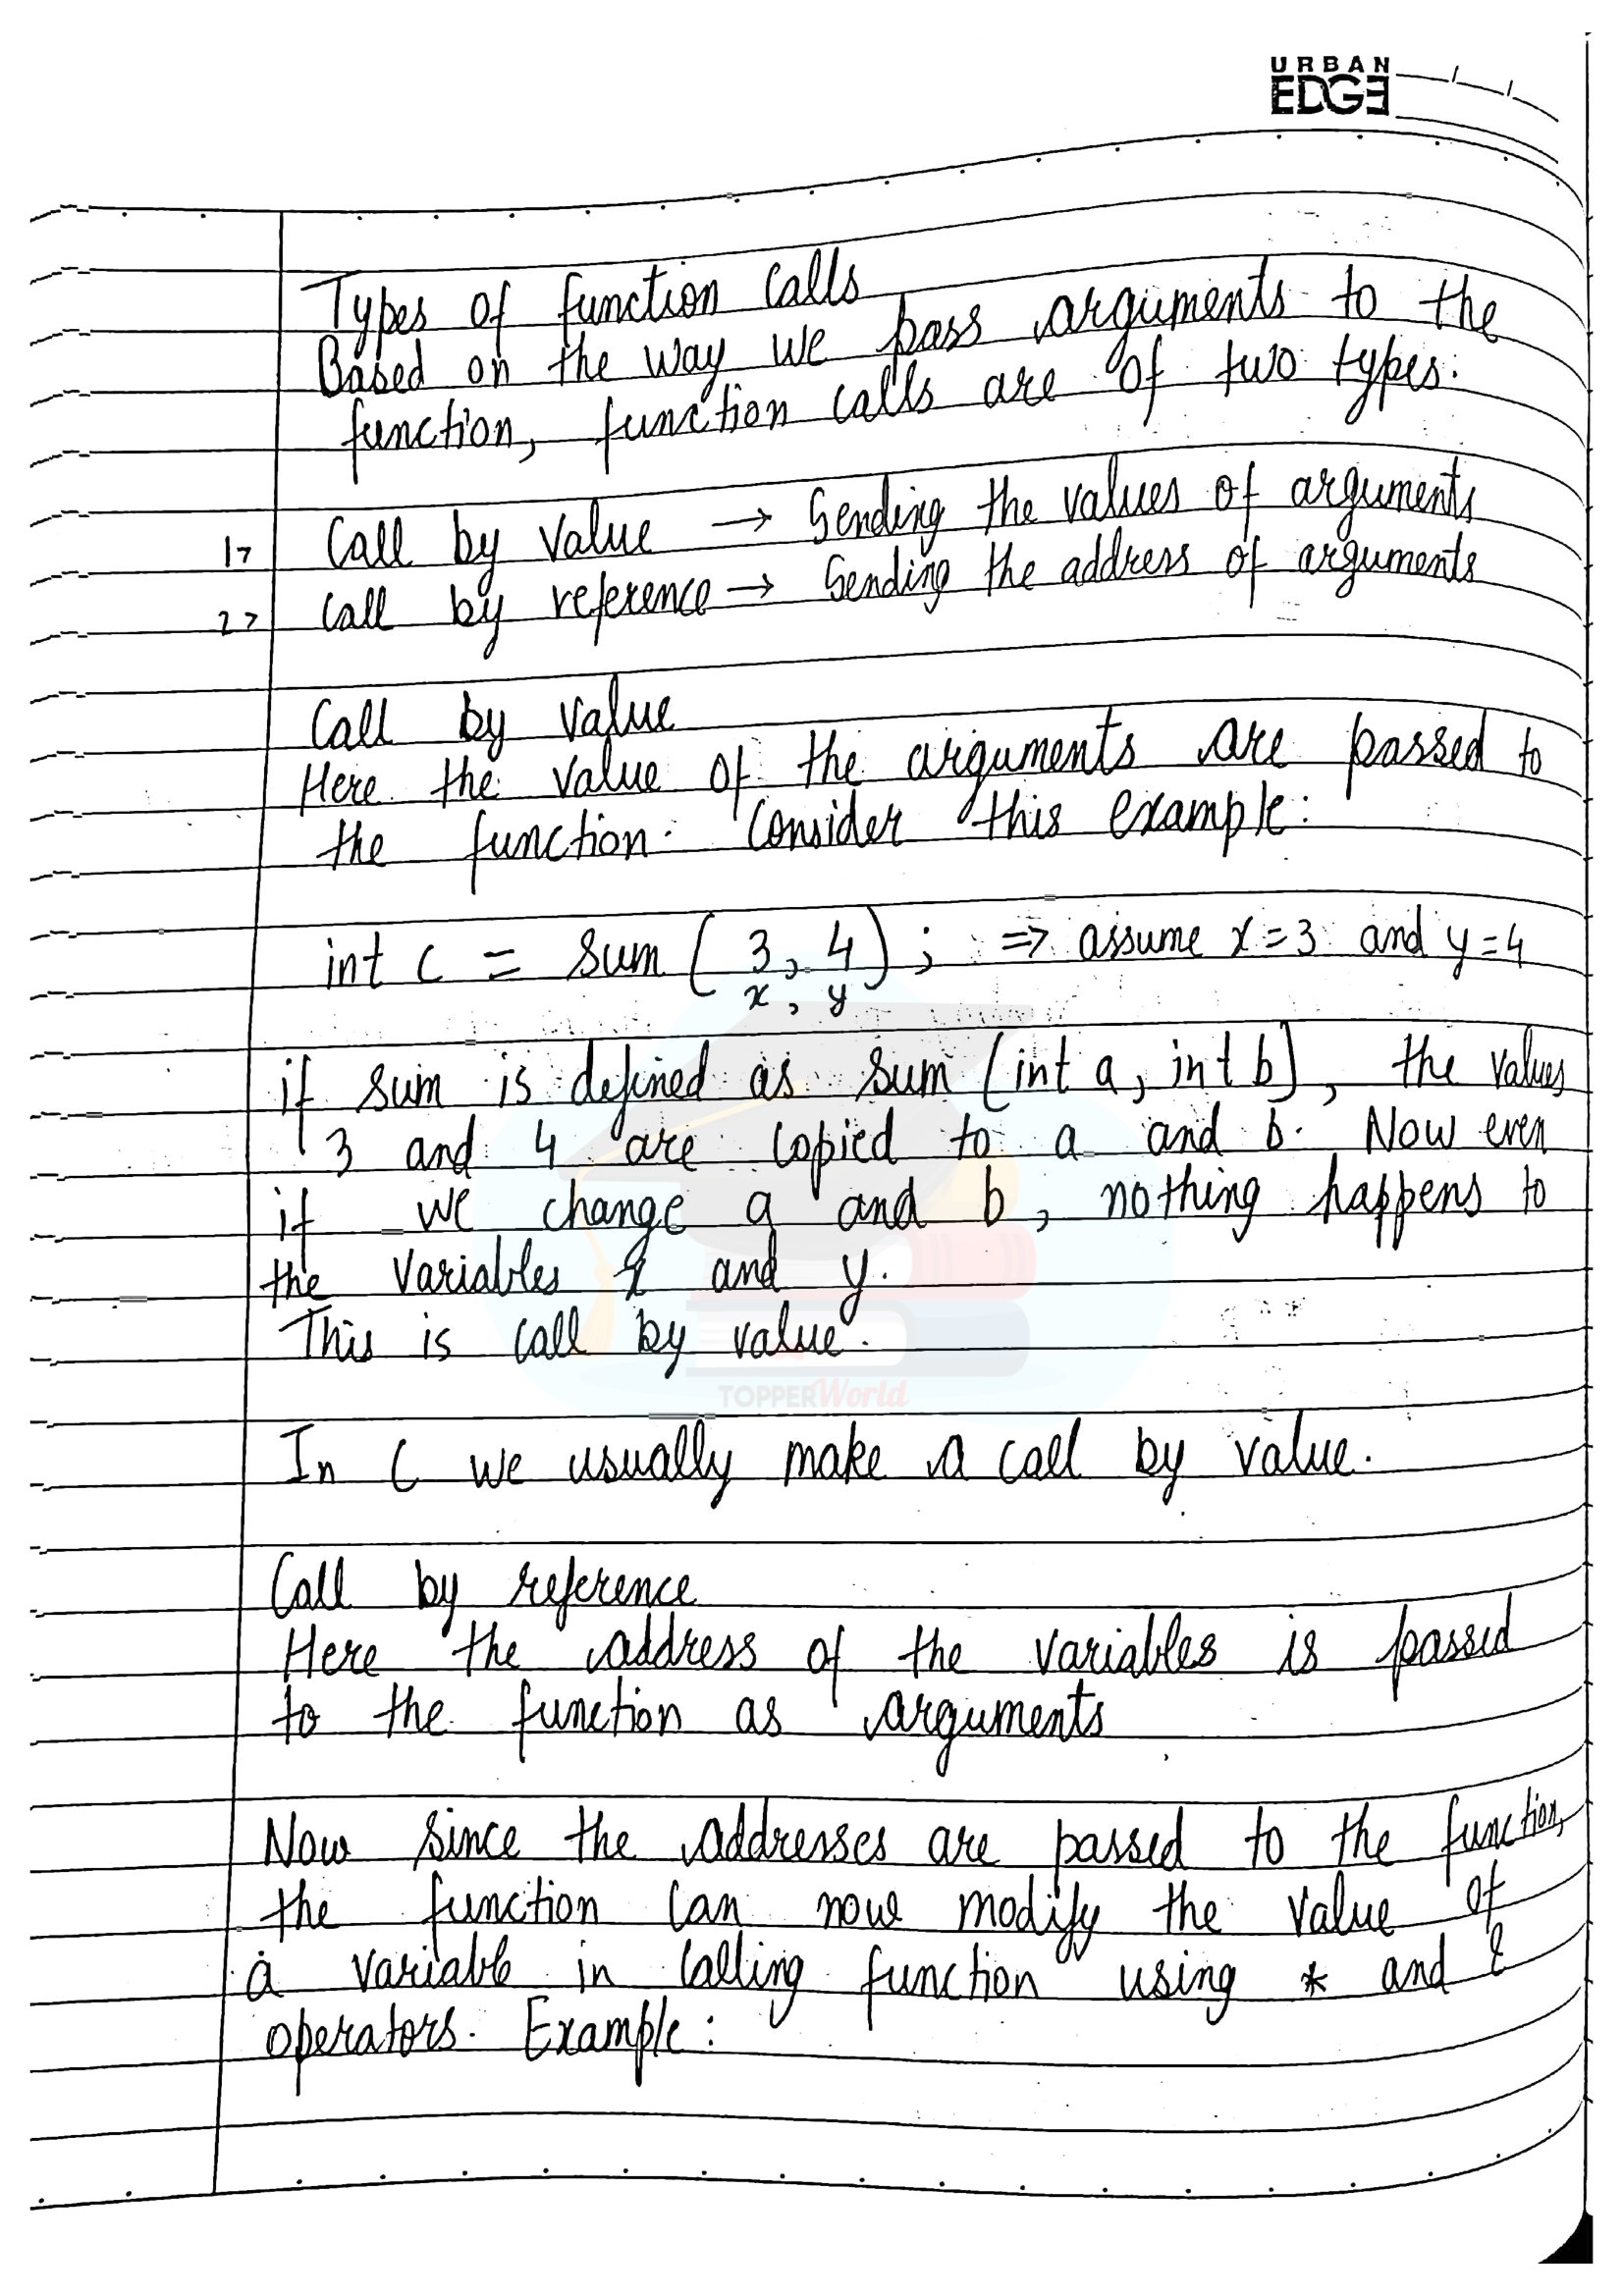 URBAN
EDGE
Types of function calls
Based on the way we pass arguments to the
function, function calls are of two types.
1> Call by value → Sending the values of arguments
2> Call by reference → Sending the address of arguments
Call by value
Here the value of the arguments are passed to
the function. Consider this example:
int c = sum (3, 4); => assume x=3 and y=4
x, y
if sum is defined as sum (int a, int b), the values
3 and 4 are copied to a and b. Now even
if we change a and b, nothing happens to
the variables x and y.
This is call by value.
TOPPERWorld
In C we usually make a call by value.
Call by reference
Here the address of the variables is passed
to the function as arguments
Now since the addresses are passed to the function,
the function can now modify the value of
a variable in calling function using * and &
operators. Example: